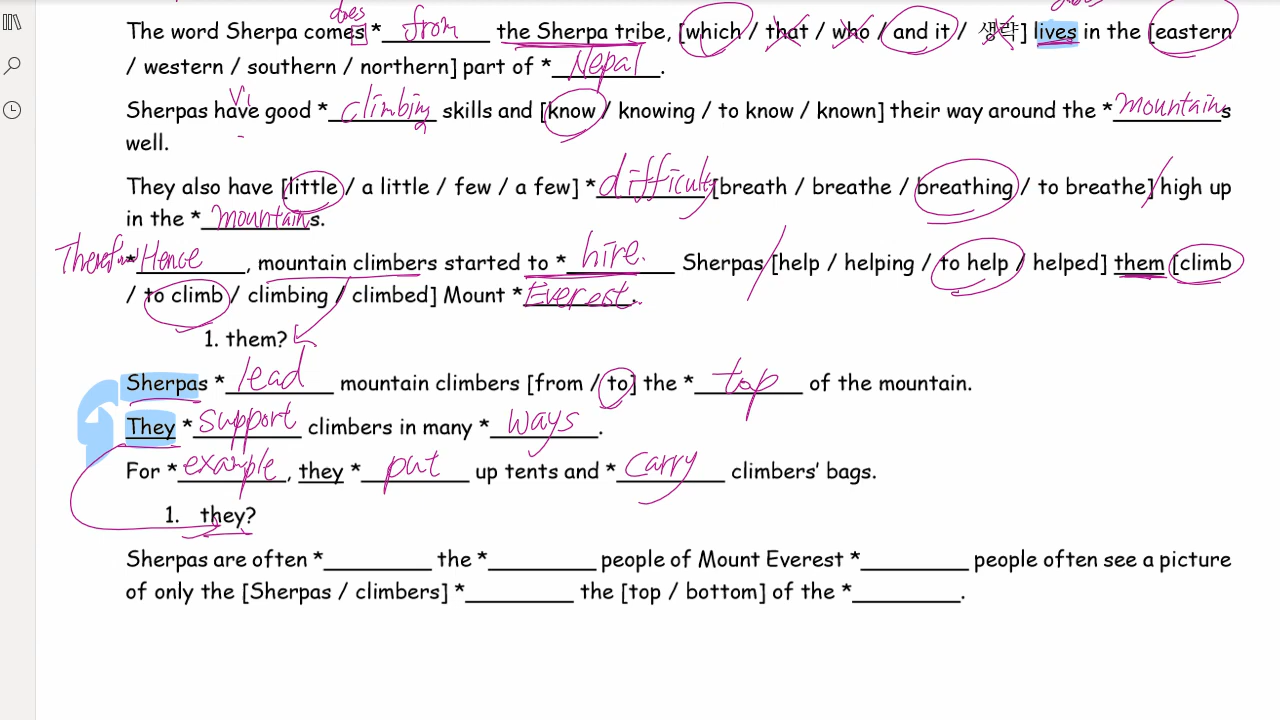 does
The word Sherpa comes * from the Sherpa tribe, [which / that / who / and it / 생략] lives in the [eastern
/ western / southern / northern] part of * Nepal.
Vi
Sherpas have good * climbing skills and [know / knowing / to know / known] their way around the * mountains
well.
They also have [little / a little / few / a few] * difficulty [breath / breathe / breathing / to breathe] high up
in the * mountains.
* Hence, mountain climbers started to * hire. Sherpas [help / helping / to help / helped] them [climb
/ to climb / climbing / climbed] Mount * Everest.
1. them?
Sherpas * lead mountain climbers [from / to] the * top of the mountain.
They * support climbers in many * ways.
For * example, they * put up tents and * carry climbers' bags.
1. they?
Sherpas are often *_________ the *_________ people of Mount Everest *_________ people often see a picture
of only the [Sherpas / climbers] *_________ the [top / bottom] of the *_________.